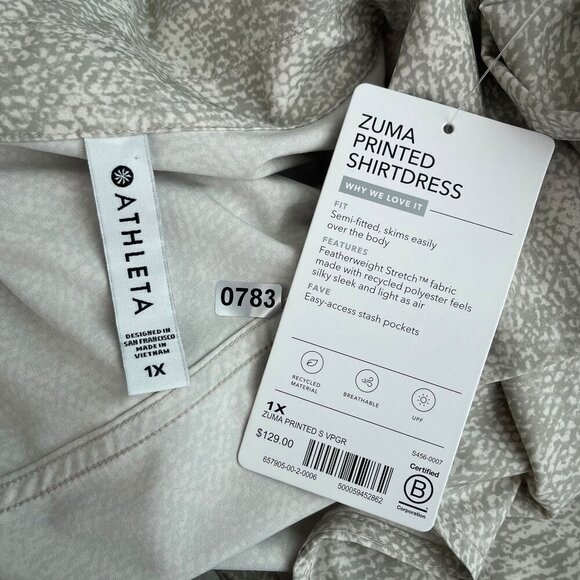 ATHLETA
DESIGNED IN
SAN FRANCISCO
MADE IN
VIETNAM
1X
0783
ZUMA
PRINTED
SHIRTDRESS
WHY WE LOVE IT
FIT
Semi-fitted, skims easily
over the body
FEATURES
Featherweight Stretch™ fabric
made with recycled polyester feels
silky sleek and light as air
FAVE
Easy-access stash pockets
RECYCLED
MATERIAL
BREATHABLE
UPF
1X
ZUMA PRINTED S VPGR
$129.00
S456-0007
657905-00-2-0006
500059452862
Certified
B
Corporation